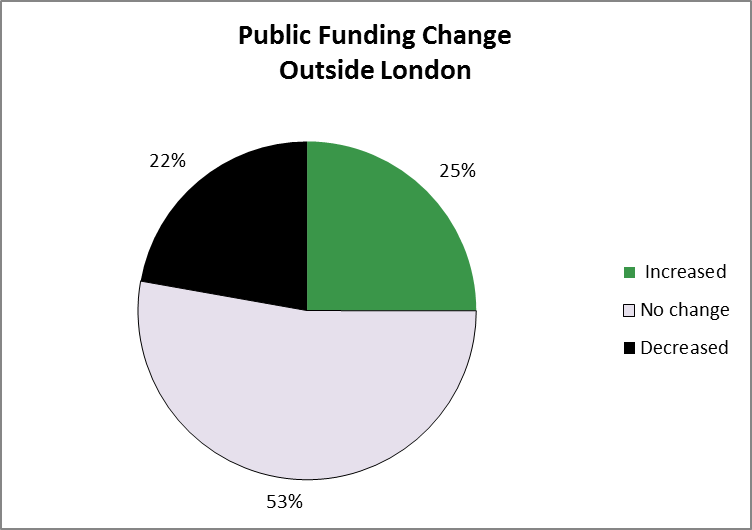 Public Funding Change
Outside London
22%
25%
53%
Increased
No change
Decreased